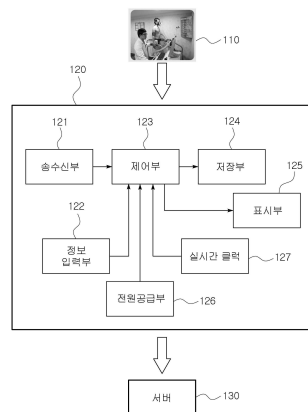 110
120
121
123
124
송수신부
제어부
저장부
125
표시부
122
정보
입력부
실시간 클럭
127
전원공급부
126
서버
130